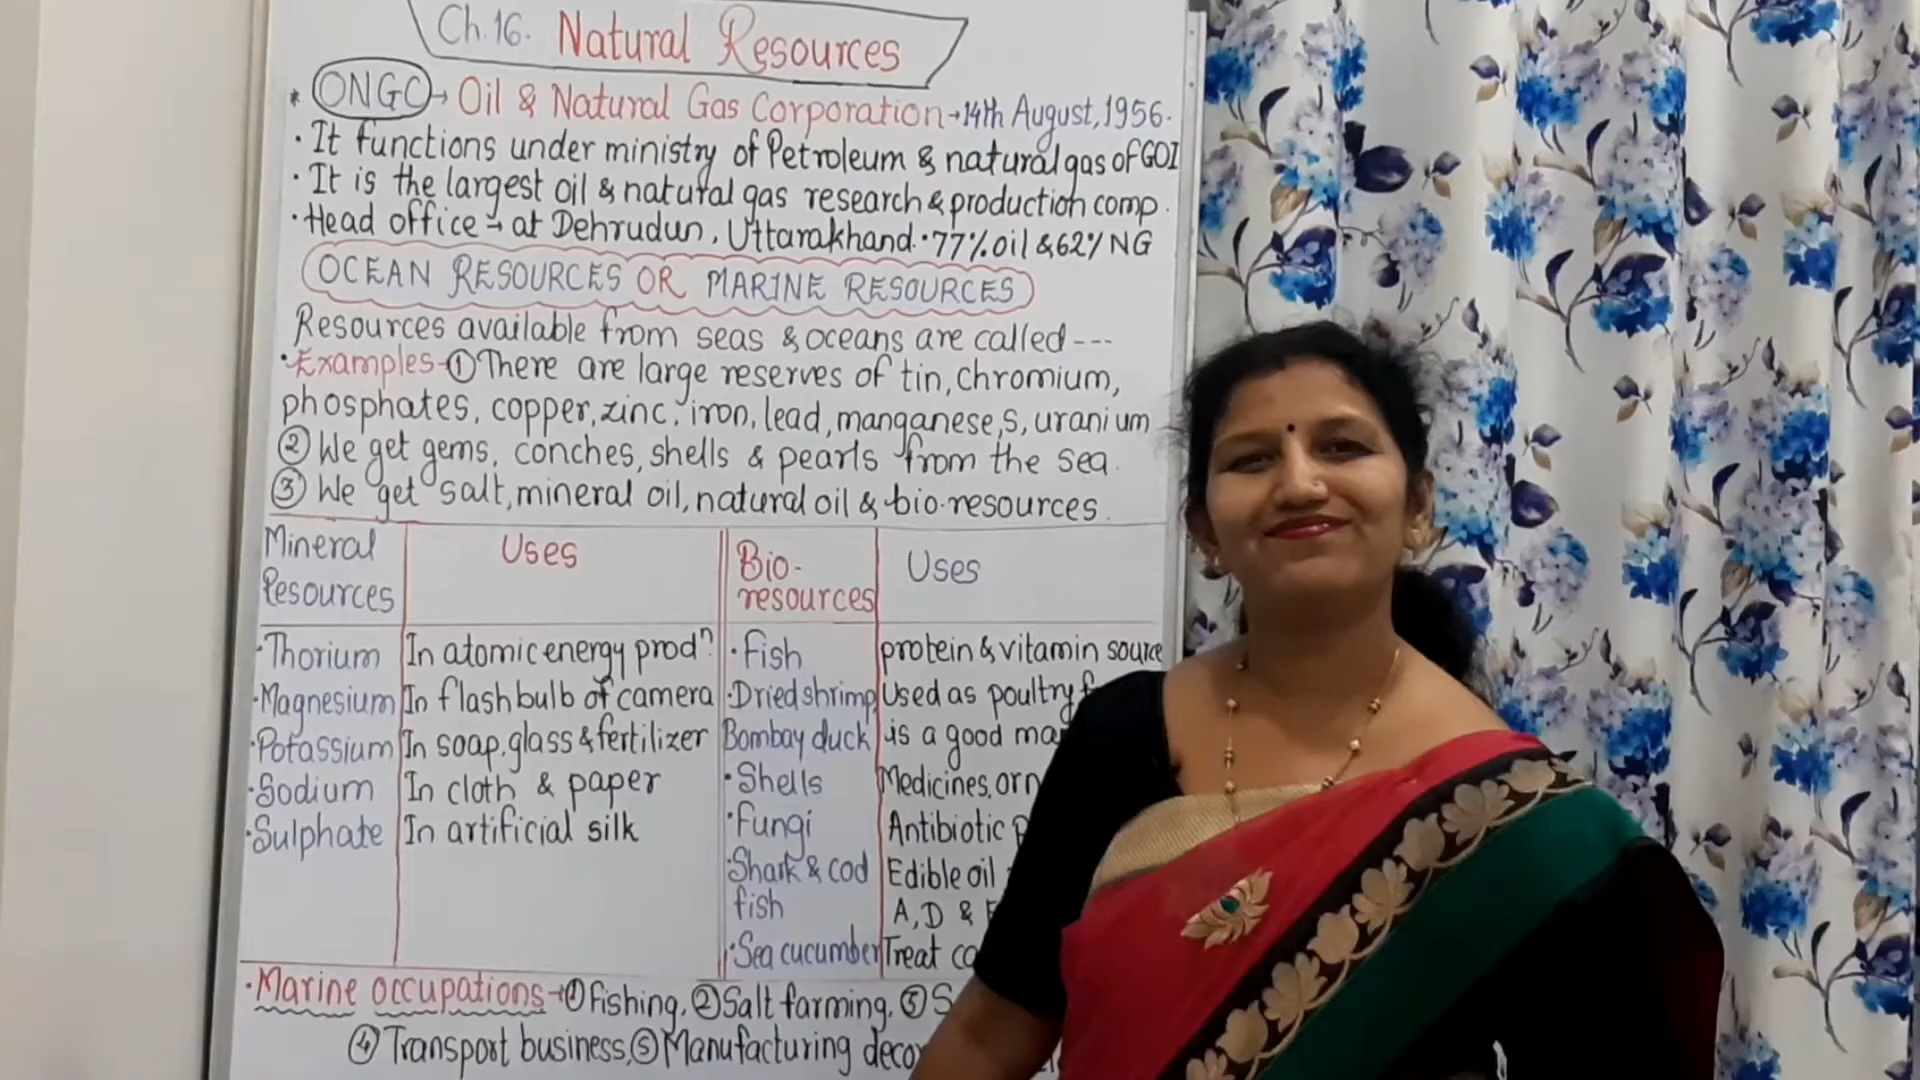 Ch.16. Natural Resources
* ONGC → Oil & Natural Gas Corporation → 14th August, 1956.
· It functions under ministry of Petroleum & natural gas of GOI
· It is the largest oil & natural gas research & production comp.
· Head office → at Dehrudun, Uttarakhand. · 77% oil & 62% NG
OCEAN RESOURCES OR MARINE RESOURCES
Resources available from seas & oceans are called ---
· Examples - ① There are large reserves of tin, chromium,
phosphates, copper, zinc, iron, lead, manganese, S, uranium
② We get gems, conches, shells & pearls from the sea.
③ We get salt, mineral oil, natural oil & bio-resources.
Mineral Resources Uses Bio-resources Uses
· Thorium In atomic energy prodⁿ · Fish protein & vitamin source
· Magnesium In flash bulb of camera · Dried shrimp, Used as poultry
· Potassium In soap, glass & fertilizer Bombay duck is a good
· Sodium In cloth & paper · Shells Medicines,
· Sulphate In artificial silk · Fungi Antibiotic
· Shark & cod Edible oil
fish A, D &
· Sea cucumber Treat
· Marine occupations → ① Fishing, ② Salt farming, ③
④ Transport business, ⑤ Manufacturing